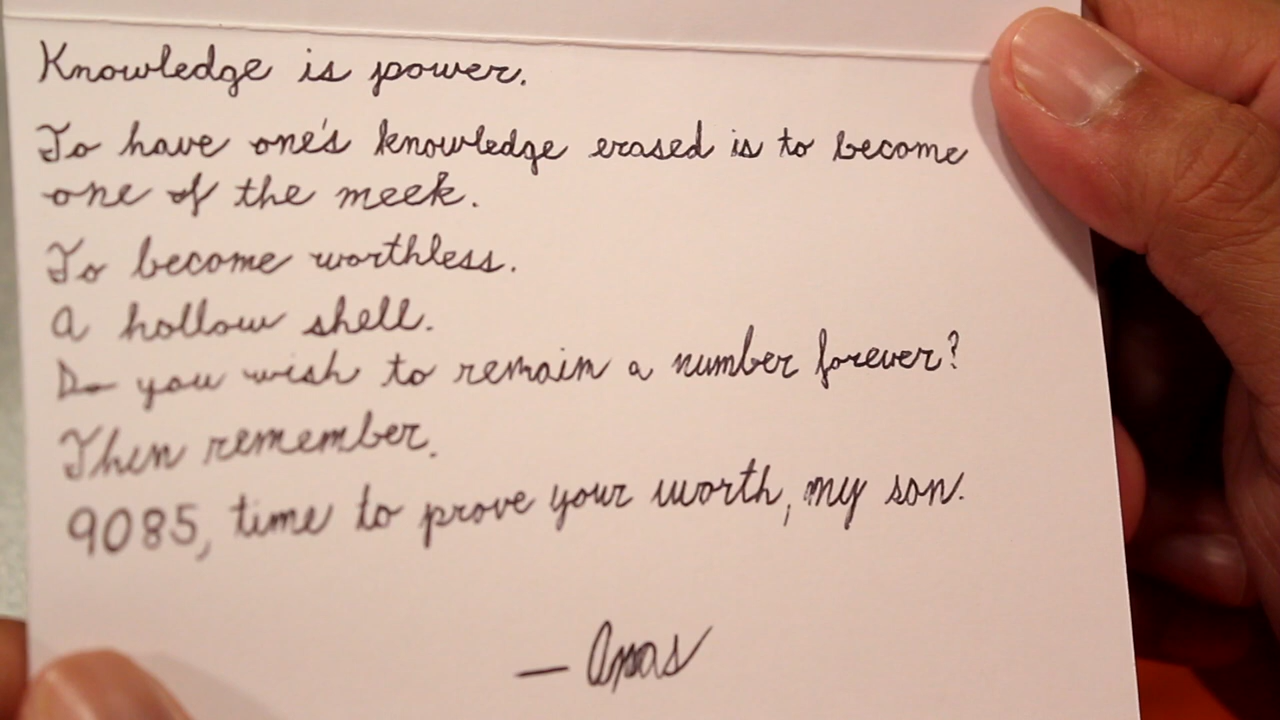 Knowledge is power.
To have one's knowledge erased is to become
one of the meek.
To become worthless.
A hollow shell.
Do you wish to remain a number forever?
Then remember.
9085, time to prove your worth, my son.
—